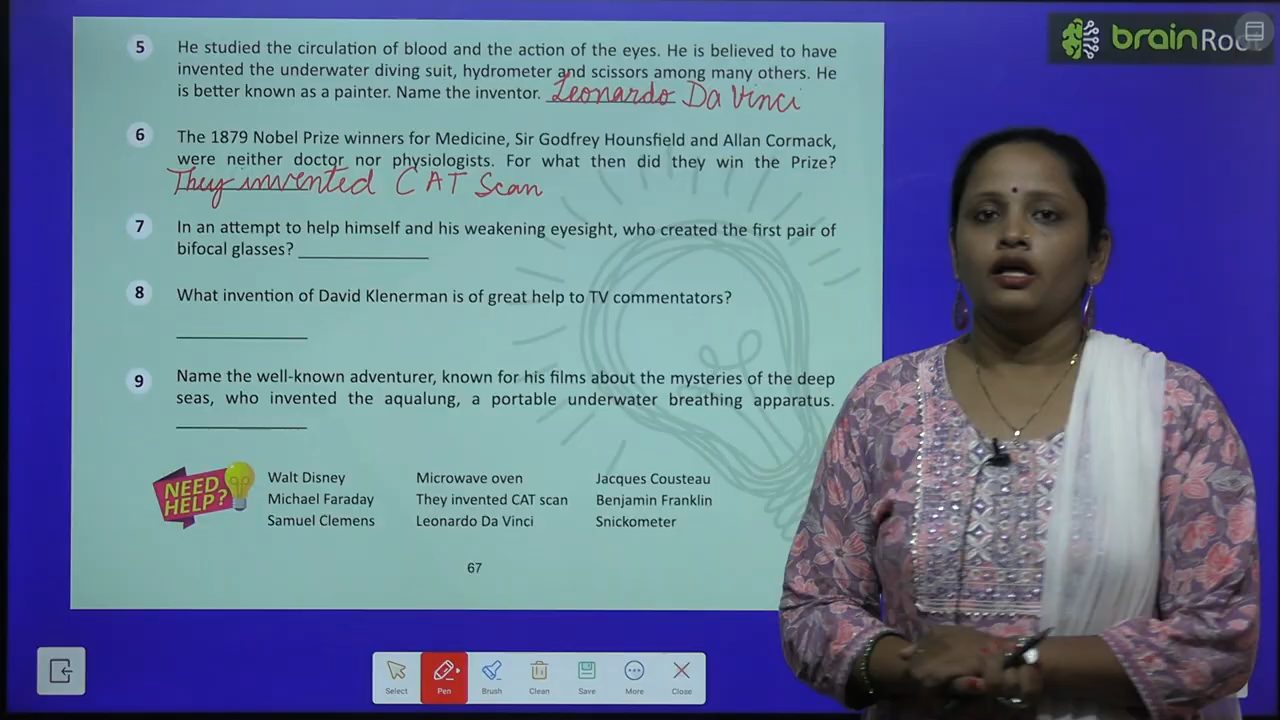 brainRoot
5 He studied the circulation of blood and the action of the eyes. He is believed to have
invented the underwater diving suit, hydrometer and scissors among many others. He
is better known as a painter. Name the inventor. Leonardo Da Vinci
6 The 1879 Nobel Prize winners for Medicine, Sir Godfrey Hounsfield and Allan Cormack,
were neither doctor nor physiologists. For what then did they win the Prize?
They invented CAT Scan
7 In an attempt to help himself and his weakening eyesight, who created the first pair of
bifocal glasses?
8 What invention of David Klenerman is of great help to TV commentators?
9 Name the well-known adventurer, known for his films about the mysteries of the deep
seas, who invented the aqualung, a portable underwater breathing apparatus.
NEED HELP?
Walt Disney Microwave oven Jacques Cousteau
Michael Faraday They invented CAT scan Benjamin Franklin
Samuel Clemens Leonardo Da Vinci Snickometer
67
Select Pen Brush Clean Save More Close